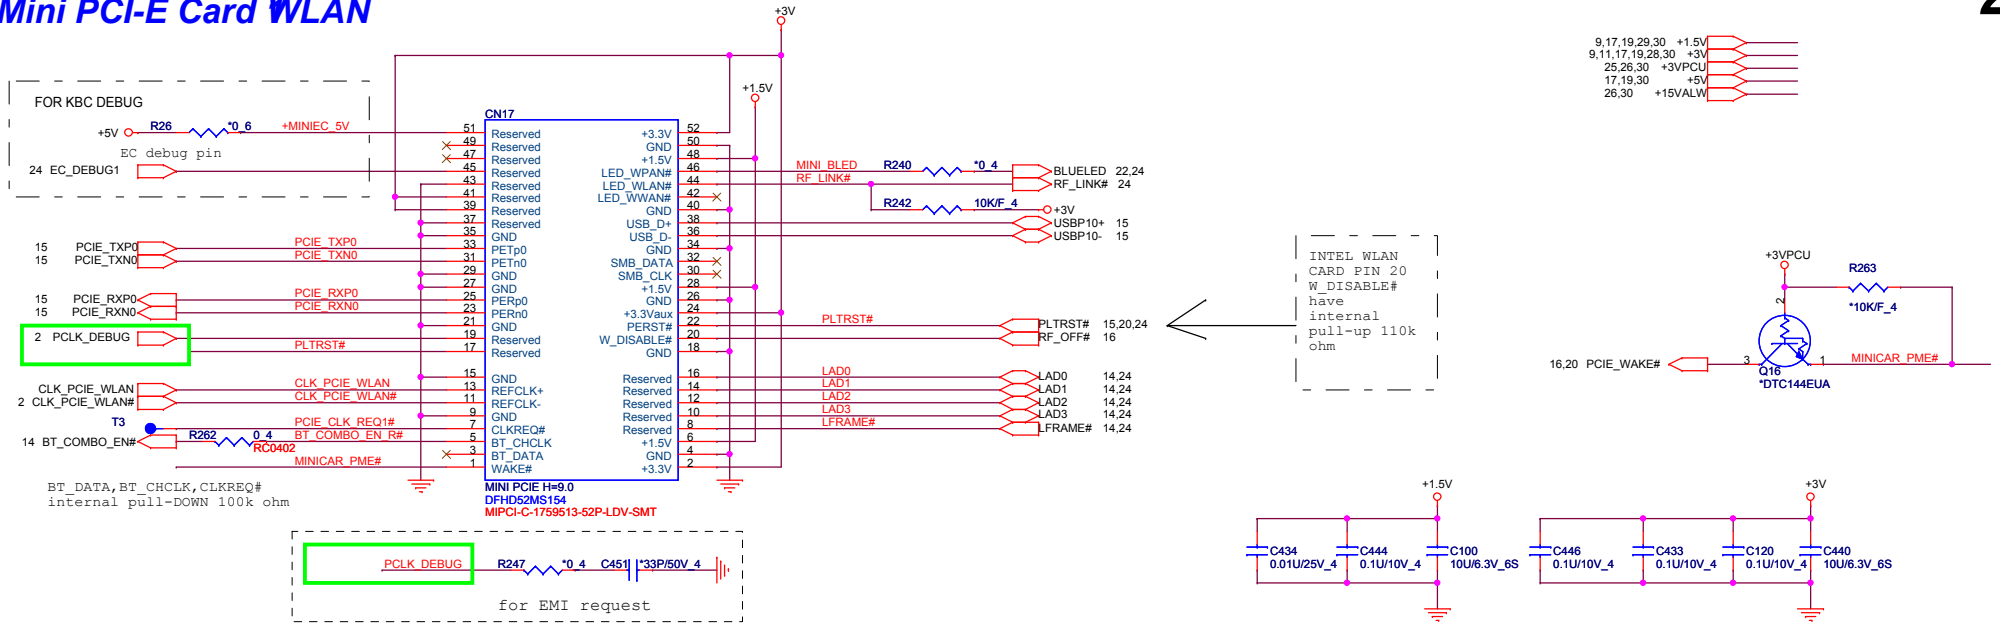 Mini PCI-E Card WLAN
2
+3V
9,17,19,29,30 +1.5V
9,11,17,19,28,30 +3V
25,26,30 +3VPCU
17,19,30 +5V
26,30 +15VALW
+1.5V
FOR KBC DEBUG
+5V R26 *0_6 +MINIEC_5V
EC debug pin
24 EC_DEBUG1
CN17
51 Reserved +3.3V 52
49 Reserved GND 50
47 Reserved +1.5V 48
45 Reserved LED_WPAN# 46
43 Reserved LED_WLAN# 44
41 Reserved LED_WWAN# 42
39 Reserved GND 40
37 Reserved USB_D+ 38
35 GND USB_D- 36
33 PETp0 GND 34
31 PETn0 SMB_DATA 32
29 GND SMB_CLK 30
27 GND +1.5V 28
25 PERp0 GND 26
23 PERn0 +3.3Vaux 24
21 GND PERST# 22
19 Reserved W_DISABLE# 20
17 Reserved GND 18
15 GND Reserved 16
13 REFCLK+ Reserved 14
11 REFCLK- Reserved 12
9 GND Reserved 10
7 CLKREQ# Reserved 8
5 BT_CHCLK +1.5V 6
3 BT_DATA GND 4
1 WAKE# +3.3V 2
MINI PCIE H=9.0
DFHD52MS154
MIPCI-C-1759513-52P-LDV-SMT
15 PCIE_TXP0 PCIE_TXP0
15 PCIE_TXN0 PCIE_TXN0
15 PCIE_RXP0 PCIE_RXP0
15 PCIE_RXN0 PCIE_RXN0
2 PCLK_DEBUG
PLTRST#
CLK_PCIE_WLAN CLK_PCIE_WLAN
2 CLK_PCIE_WLAN# CLK_PCIE_WLAN#
T3
PCIE_CLK_REQ1#
14 BT_COMBO_EN# R262 0_4 BT_COMBO_EN_R#
RC0402
MINICAR_PME#
BT_DATA,BT_CHCLK,CLKREQ#
internal pull-DOWN 100k ohm
MINI_BLED R240 *0_4 BLUELED 22,24
RF_LINK# RF_LINK# 24
R242 10K/F_4 +3V
USBP10+ 15
USBP10- 15
PLTRST# PLTRST# 15,20,24
RF_OFF# 16
LAD0 LAD0 14,24
LAD1 LAD1 14,24
LAD2 LAD2 14,24
LAD3 LAD3 14,24
LFRAME# LFRAME# 14,24
INTEL WLAN
CARD PIN 20
W_DISABLE#
have
internal
pull-up 110k
ohm
+3VPCU
R263
*10K/F_4
2
16,20 PCIE_WAKE# 3 1 MINICAR_PME#
Q16
*DTC144EUA
PCLK_DEBUG R247 *0_4 C451 *33P/50V_4
for EMI request
+1.5V
C434 C444 C100
0.01U/25V_4 0.1U/10V_4 10U/6.3V_6S
+3V
C446 C433 C120 C440
0.1U/10V_4 0.1U/10V_4 0.1U/10V_4 10U/6.3V_6S